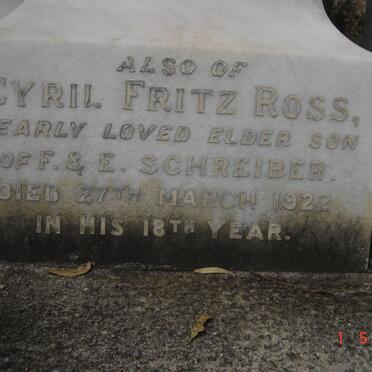 ALSO OF
CYRIL FRITZ ROSS,
EARLY LOVED ELDER SON
OF F. & E. SCHREIBER.
DIED 27TH MARCH 1922
IN HIS 18TH YEAR.
1 5